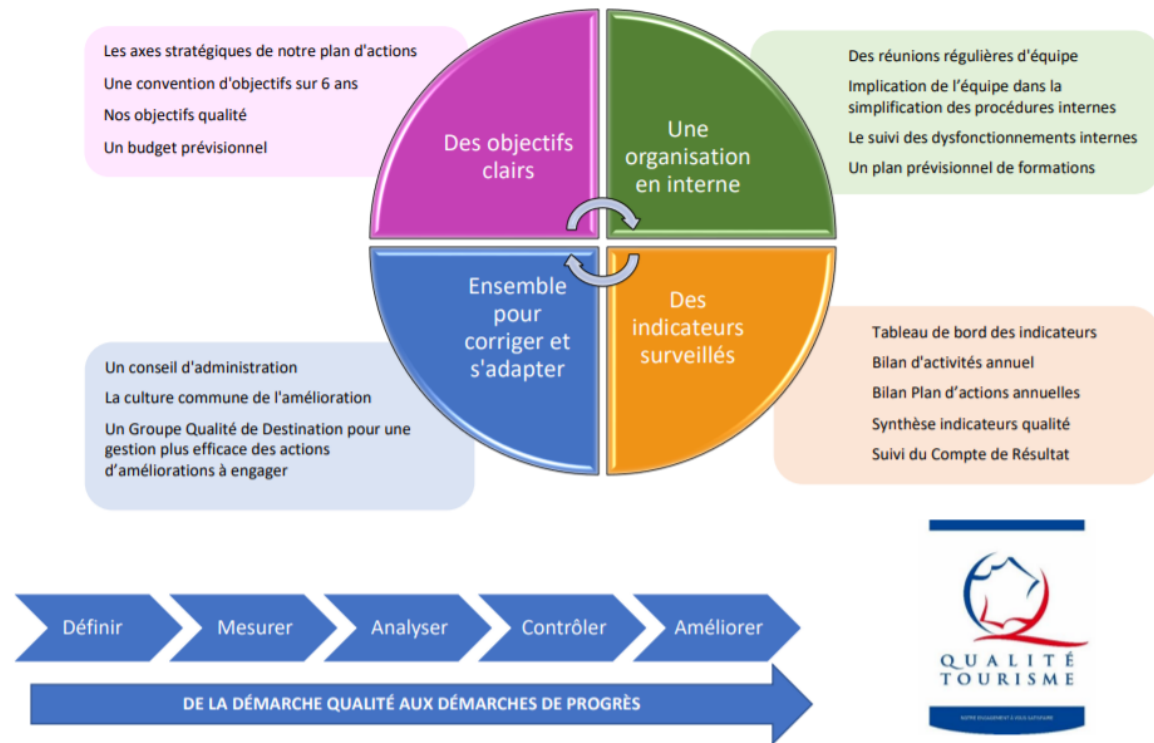 Les axes stratégiques de notre plan d'actions
Une convention d'objectifs sur 6 ans
Nos objectifs qualité
Un budget prévisionnel
Des objectifs
clairs
Une
organisation
en interne
Des réunions régulières d'équipe
Implication de l'équipe dans la
simplification des procédures internes
Le suivi des dysfonctionnements internes
Un plan prévisionnel de formations
Ensemble
pour
corriger et
s'adapter
Des
indicateurs
surveillés
Un conseil d'administration
La culture commune de l'amélioration
Un Groupe Qualité de Destination pour une
gestion plus efficace des actions
d'améliorations à engager
Tableau de bord des indicateurs
Bilan d'activités annuel
Bilan Plan d'actions annuelles
Synthèse indicateurs qualité
Suivi du Compte de Résultat
Définir
Mesurer
Analyser
Contrôler
Améliorer
DE LA DÉMARCHE QUALITÉ AUX DÉMARCHES DE PROGRÈS
QUALITÉ
TOURISME